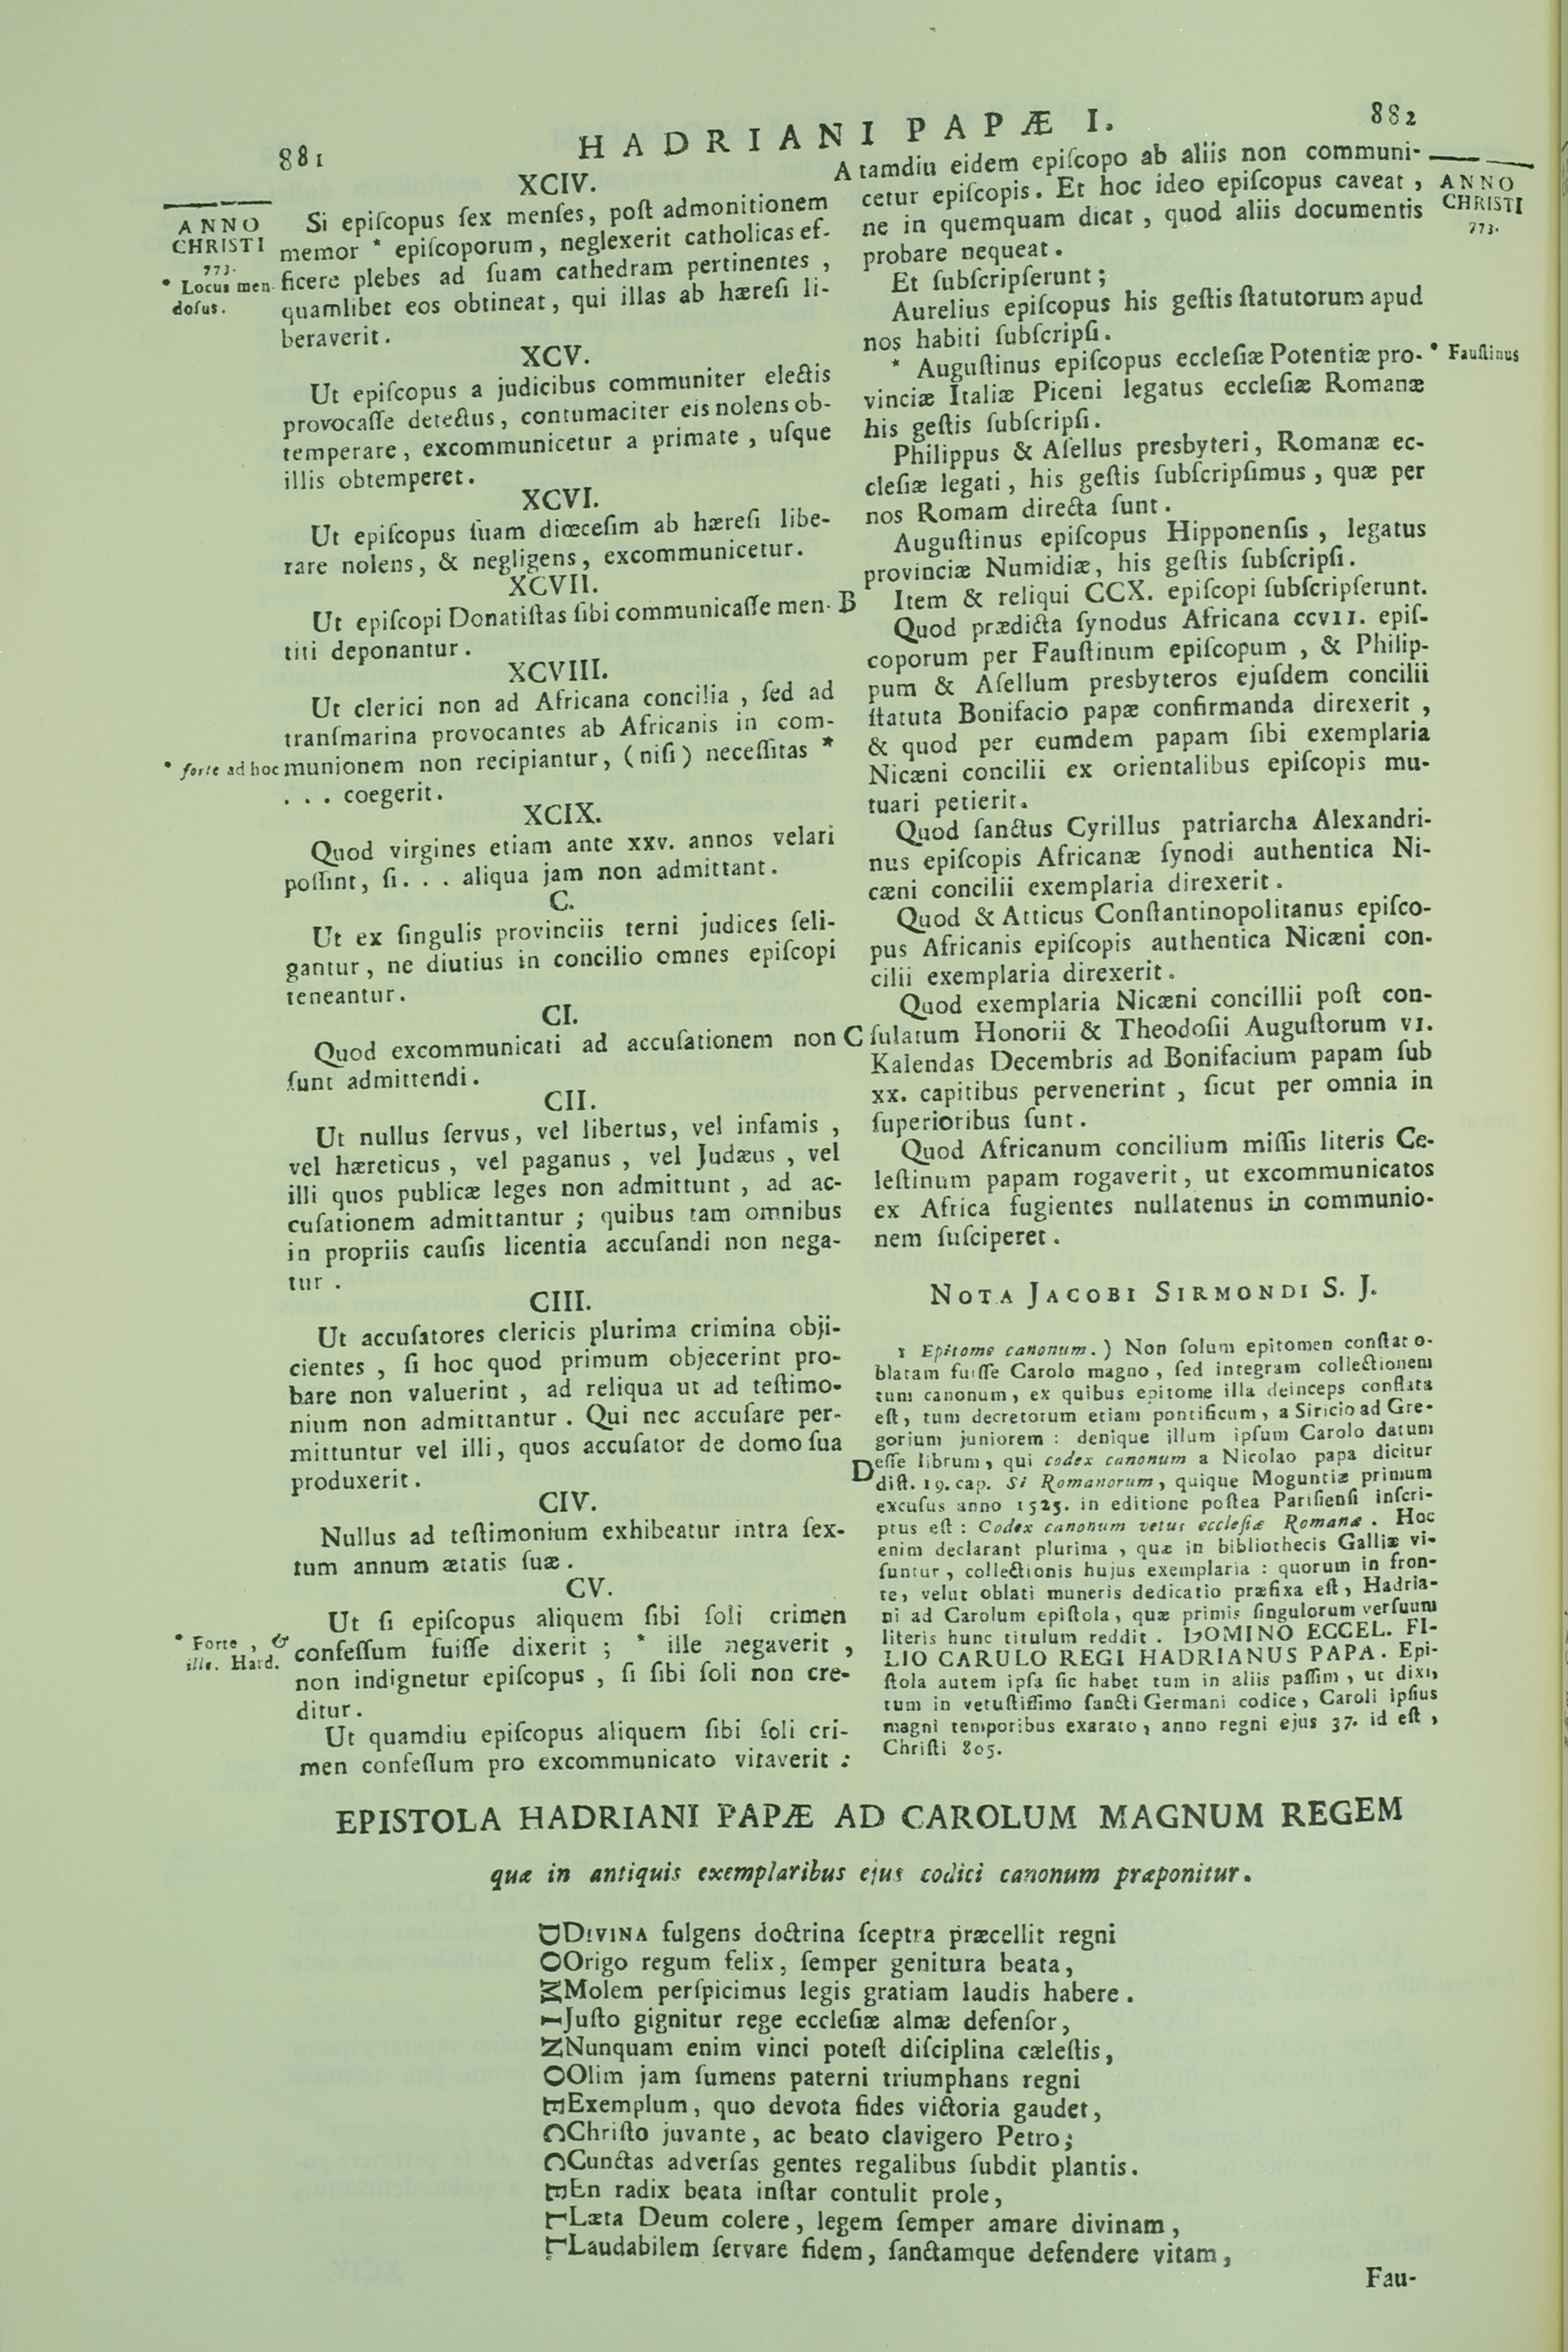 881
HADRIANI PAPÆ I.
882
ANNO
CHRISTI
773.
* Locus men-
dosus.
XCIV.
Si epiſcopus ſex menſes, poſt admonitionem
memor * epiſcoporum, neglexerit catholicas ef-
ficere plebes ad ſuam cathedram pertinentes,
quamlibet eos obtineat, qui illas ab hæreſi li-
beraverit.
XCV.
Ut epiſcopus a judicibus communiter electis
provocaſſe detectus, contumaciter eis nolens ob-
temperare, excommunicetur a primate, uſque
illis obtemperet.
XCVI.
Ut epiſcopus ſuam diœceſim ab hæreſi libe-
rare nolens, & negligens, excommunicetur.
XCVII.
Ut epiſcopi Donatiſtas ſibi communicaſſe men-
titi deponantur.
XCVIII.
Ut clerici non ad Africana concilia, ſed ad
tranſmarina provocantes ab Africanis in com-
* forte ad hoc
munionem non recipiantur, (niſi) neceſſitas *
. . . coegerit.
XCIX.
Quod virgines etiam ante xxv. annos velari
poſſint, ſi. . . aliqua jam non admittant.
C.
Ut ex ſingulis provinciis terni judices ſeli-
gantur, ne diutius in concilio omnes epiſcopi
teneantur.
CI.
Quod excommunicati ad accuſationem non
ſunt admittendi.
CII.
Ut nullus ſervus, vel libertus, vel infamis,
vel hæreticus, vel paganus, vel Judæus, vel
illi quos publicæ leges non admittunt, ad ac-
cuſationem admittantur; quibus tam omnibus
in propriis cauſis licentia accuſandi non nega-
tur.
CIII.
Ut accuſatores clericis plurima crimina obji-
cientes, ſi hoc quod primum objecerint pro-
bare non valuerint, ad reliqua ut ad teſtimo-
nium non admittantur. Qui nec accuſare per-
mittuntur vel illi, quos accuſator de domo ſua
produxerit.
CIV.
Nullus ad teſtimonium exhibeatur intra ſex-
tum annum ætatis ſuæ.
CV.
Ut ſi epiſcopus aliquem ſibi ſoli crimen
* Forte, &
ille. Hard.
confeſſum fuiſſe dixerit; * ille negaverit,
non indignetur epiſcopus, ſi ſibi ſoli non cre-
ditur.
Ut quamdiu epiſcopus aliquem ſibi ſoli cri-
men confeſſum pro excommunicato vitaverit:
A tamdiu eidem epiſcopo ab aliis non communi-
cetur epiſcopis. Et hoc ideo epiſcopus caveat,
ne in quemquam dicat, quod aliis documentis
probare nequeat.
ANNO
CHRISTI
773.
Et ſubſcripſerunt;
Aurelius epiſcopus his geſtis ſtatutorum apud
nos habiti ſubſcripſi.
* Auguſtinus epiſcopus eccleſiæ Potentiæ pro-
* Fauſtinus
vinciæ Italiæ Piceni legatus eccleſiæ Romanæ
his geſtis ſubſcripſi.
Philippus & Aſellus presbyteri, Romanæ ec-
cleſiæ legati, his geſtis ſubſcripſimus, quæ per
nos Romam directa ſunt.
Auguſtinus epiſcopus Hipponenſis, legatus
provinciæ Numidiæ, his geſtis ſubſcripſi.
B Item & reliqui CCX. epiſcopi ſubſcripſerunt.
Quod prædicta ſynodus Africana ccvii. epiſ-
coporum per Fauſtinum epiſcopum, & Philip-
pum & Aſellum presbyteros ejuſdem concilii
ſtatuta Bonifacio papæ confirmanda direxerit,
& quod per eumdem papam ſibi exemplaria
Nicæni concilii ex orientalibus epiſcopis mu-
tuari petierit.
Quod ſanctus Cyrillus patriarcha Alexandri-
nus epiſcopis Africanæ ſynodi authentica Ni-
cæni concilii exemplaria direxerit.
Quod & Atticus Conſtantinopolitanus epiſco-
pus Africanis epiſcopis authentica Nicæni con-
cilii exemplaria direxerit.
Quod exemplaria Nicæni concillii poſt con-
C ſulatum Honorii & Theodoſii Auguſtorum vi.
Kalendas Decembris ad Bonifacium papam ſub
xx. capitibus pervenerint, ſicut per omnia in
ſuperioribus ſunt.
Quod Africanum concilium miſſis literis Ce-
leſtinum papam rogaverit, ut excommunicatos
ex Africa fugientes nullatenus in communio-
nem ſuſciperet.
NOTA JACOBI SIRMONDI S. J.
1 Epitome canonum.) Non ſolum epitomen conſtat o-
blatam fuiſſe Carolo magno, ſed integram collectionem
tum canonum, ex quibus epitome illa deinceps conflata
eſt, tum decretorum etiam pontificum, a Siricio ad Gre-
gorium juniorem: denique illum ipſum Carolo datum
D eſſe librum, qui codex canonum a Nicolao papa dicitur
diſt. 19. cap. Si Romanorum, quique Moguntiæ primum
excuſus anno 1525. in editione poſtea Pariſienſi inſcri-
ptus eſt: Codex canonum vetus eccleſiæ Romanæ. Hoc
enim declarant plurima, quæ in bibliothecis Galliæ vi-
ſuntur, collectionis hujus exemplaria: quorum in fron-
te, velut oblati muneris dedicatio præfixa eſt, Hadria-
ni ad Carolum epiſtola, quæ primis ſingulorum verſuum
literis hunc titulum reddit. DOMINO ECCEL. FI-
LIO CARULO REGI HADRIANUS PAPA. Epi-
ſtola autem ipſa ſic habet tum in aliis paſſim, ut dixi,
tum in vetuſtiſſimo ſancti Germani codice, Caroli ipſius
magni temporibus exarato, anno regni ejus 37. id eſt,
Chriſti 805.
EPISTOLA HADRIANI PAPÆ AD CAROLUM MAGNUM REGEM
quæ in antiquis exemplaribus ejus codici canonum præponitur.
D DIVINA fulgens doctrina ſceptra præcellit regni
O Origo regum felix, ſemper genitura beata,
M Molem perſpicimus legis gratiam laudis habere.
I Juſto gignitur rege eccleſiæ almæ defenſor,
N Nunquam enim vinci poteſt diſciplina cæleſtis,
O Olim jam ſumens paterni triumphans regni
E Exemplum, quo devota fides victoria gaudet,
C Chriſto juvante, ac beato clavigero Petro;
C Cunctas adverſas gentes regalibus ſubdit plantis.
E En radix beata inſtar contulit prole,
L Læta Deum colere, legem ſemper amare divinam,
L Laudabilem ſervare fidem, ſanctamque defendere vitam,
Fau-